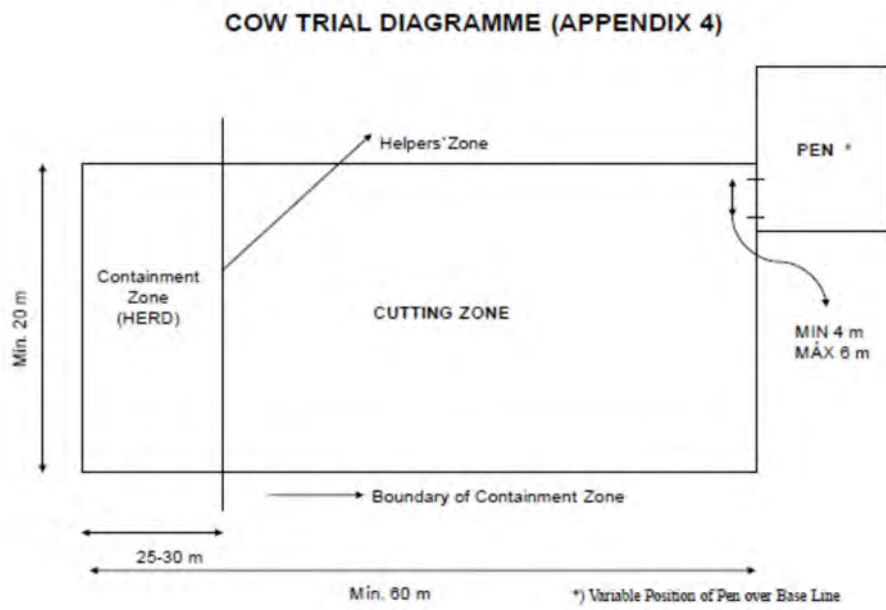 COW TRIAL DIAGRAMME (APPENDIX 4)
Helpers´Zone
PEN *
Containment
Zone
(HERD)
CUTTING ZONE
Min. 20 m
MIN 4 m
MÁX 6 m
Boundary of Containment Zone
25-30 m
Mín. 60 m
*) Variable Position of Pen over Base Line